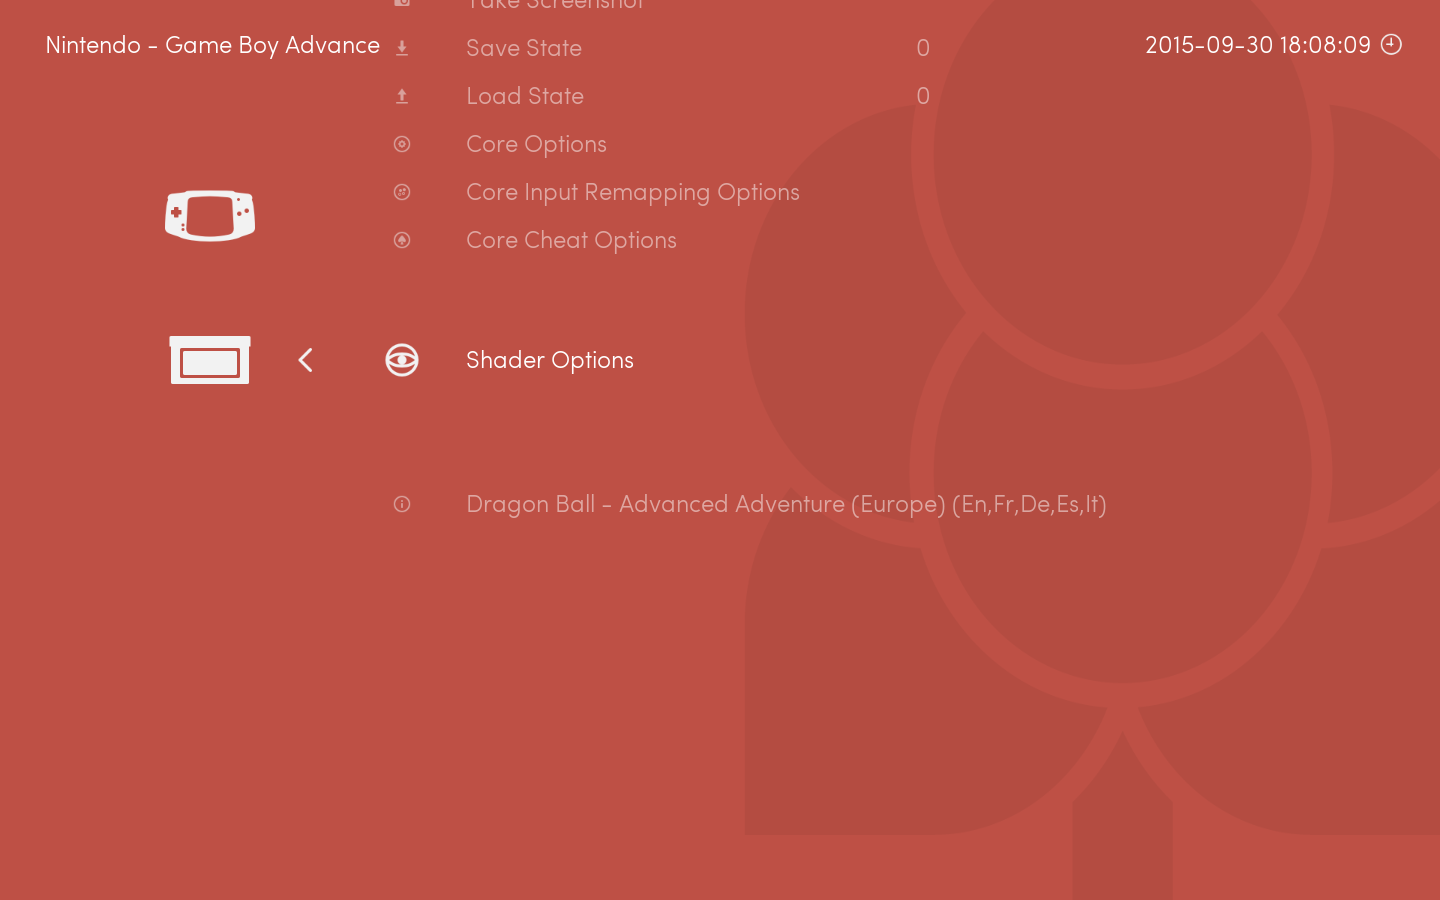 Take Screenshot
Nintendo - Game Boy Advance
Save State 0
2015-09-30 18:08:09
Load State 0
Core Options
Core Input Remapping Options
Core Cheat Options
Shader Options
Dragon Ball - Advanced Adventure (Europe) (En,Fr,De,Es,It)